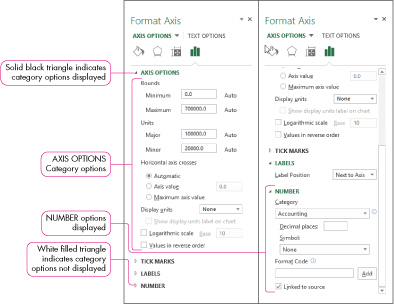 Solid black triangle indicates
category options displayed
AXIS OPTIONS
Category options
NUMBER options
displayed
White filled triangle
indicates category
options not displayed
Format Axis
AXIS OPTIONS
TEXT OPTIONS
AXIS OPTIONS
Bounds
Minimum 0.0 Auto
Maximum 700000.0 Auto
Units
Major 100000.0 Auto
Minor 20000.0 Auto
Horizontal axis crosses
Automatic
Axis value 0.0
Maximum axis value
Display units None
Show display units label on chart
Logarithmic scale Base 10
Values in reverse order
TICK MARKS
LABELS
NUMBER
Format Axis
AXIS OPTIONS
TEXT OPTIONS
Axis value 0.0
Maximum axis value
Display units None
Show display units label on chart
Logarithmic scale Base 10
Values in reverse order
TICK MARKS
LABELS
Label Position Next to Axis
NUMBER
Category
Accounting
Decimal places:
Symbol:
None
Format Code
Add
Linked to source